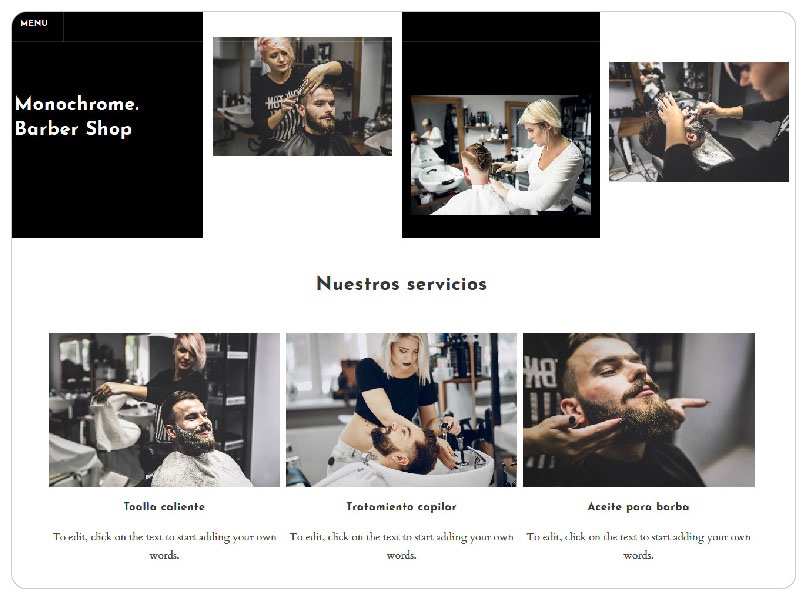 MENU
Monochrome.
Barber Shop
Nuestros servicios
Toalla caliente
Tratamiento capilar
Aceite para barba
To edit, click on the text to start adding your own
words.
To edit, click on the text to start adding your own
words.
To edit, click on the text to start adding your own
words.